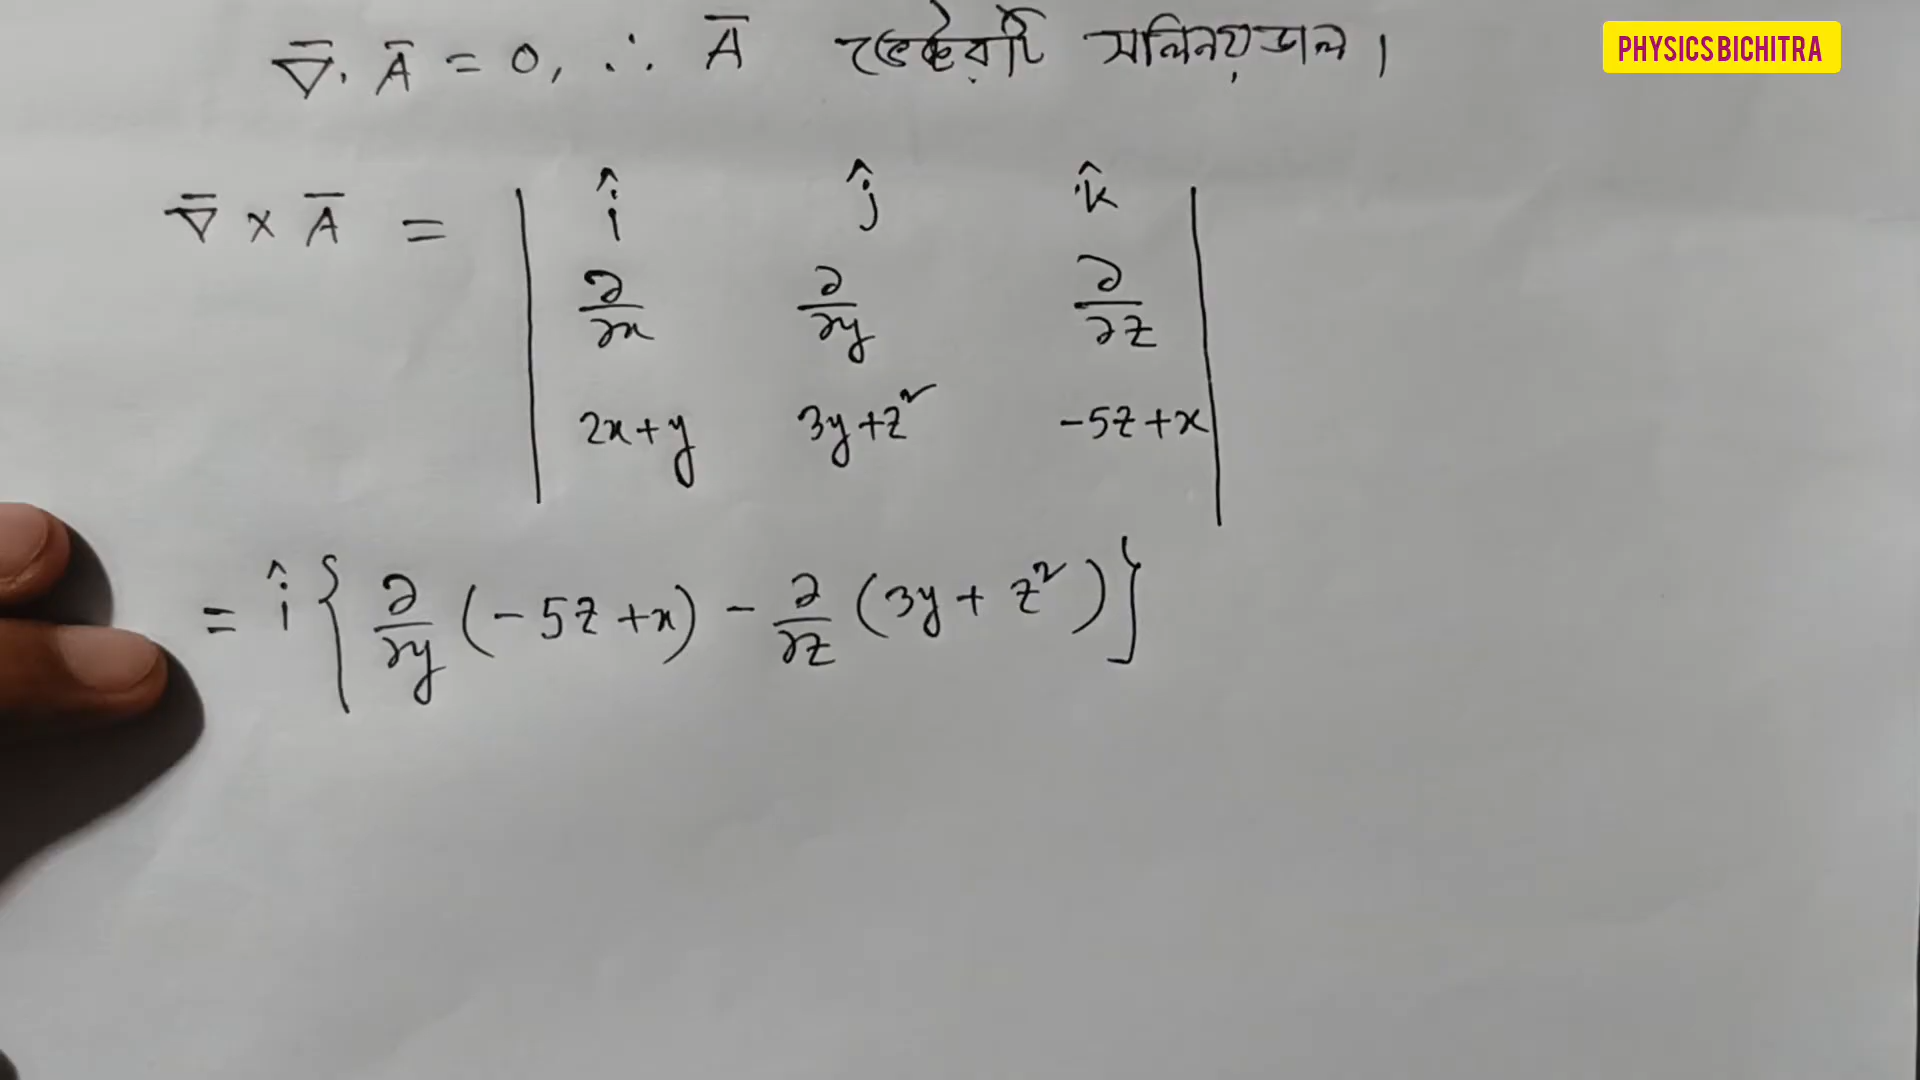 ∇̄. Ā = 0, ∴ Ā ভেক্টরটি সলিনয়ডাল।
PHYSICS BICHITRA
∇̄ × Ā = | î ĵ k̂ |
| ∂/∂x ∂/∂y ∂/∂z |
| 2x+y 3y+z² -5z+x |
= î { ∂/∂y (-5z+x) - ∂/∂z (3y+z²) }